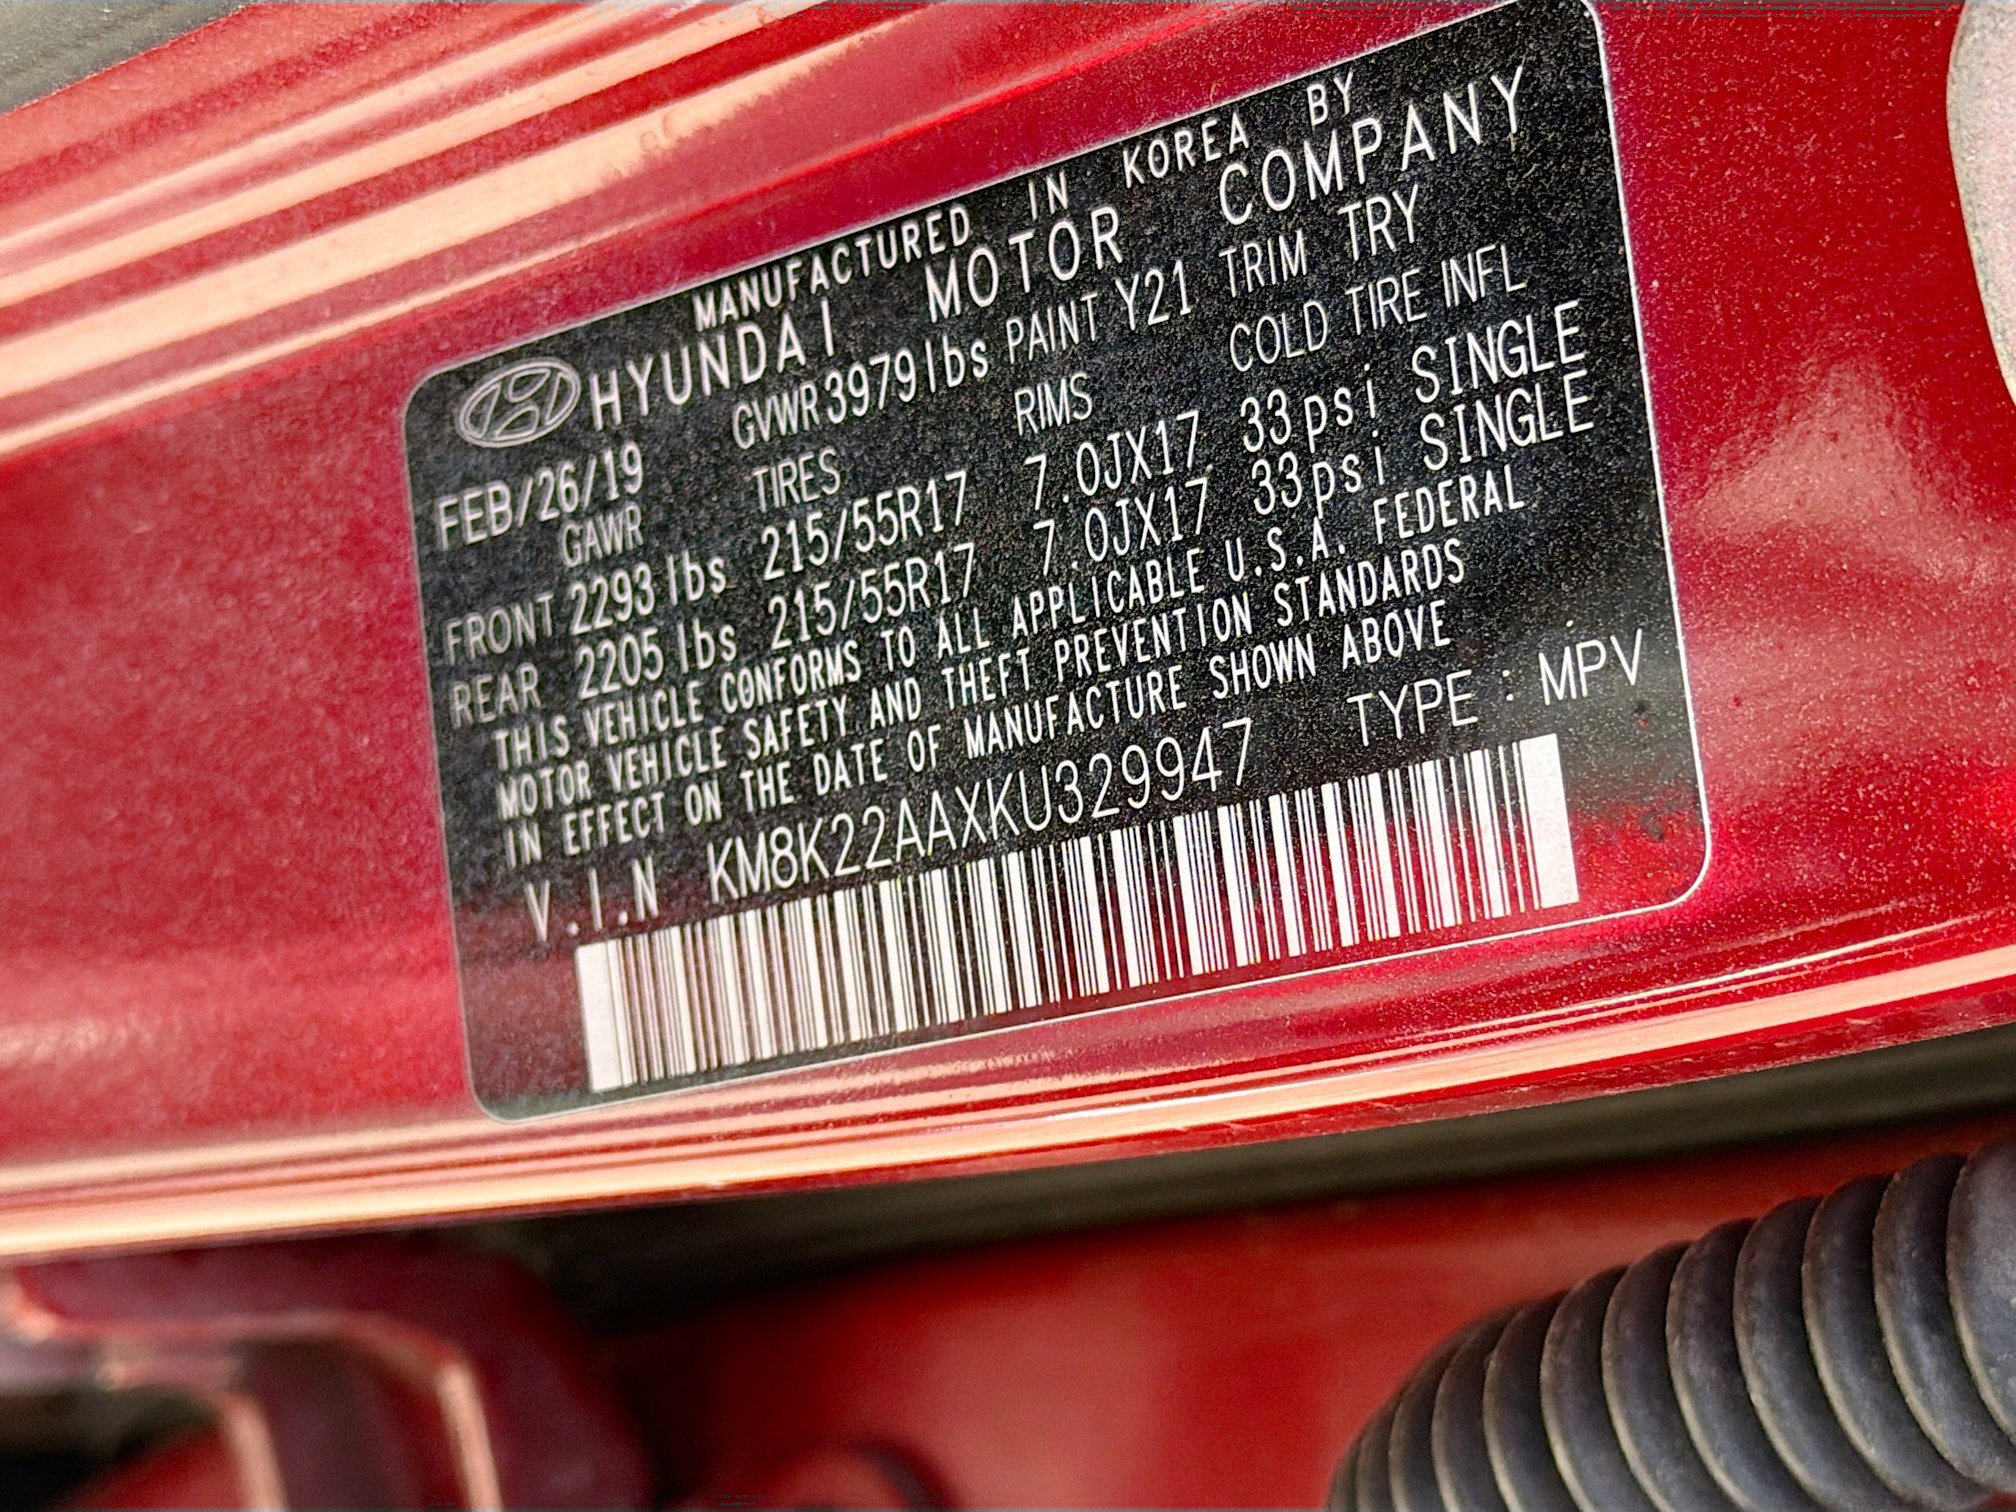 MANUFACTURED IN KOREA BY
HYUNDAI MOTOR COMPANY
FEB/26/19 GVWR 3979 lbs PAINT Y21 TRIM TRY
GAWR TIRES RIMS COLD TIRE INFL
FRONT 2293 lbs 215/55R17 7.0JX17 33psi SINGLE
REAR 2205 lbs 215/55R17 7.0JX17 33psi SINGLE
THIS VEHICLE CONFORMS TO ALL APPLICABLE U.S.A. FEDERAL
MOTOR VEHICLE SAFETY AND THEFT PREVENTION STANDARDS
IN EFFECT ON THE DATE OF MANUFACTURE SHOWN ABOVE
V.I.N KM8K22AAXKU329947 TYPE : MPV